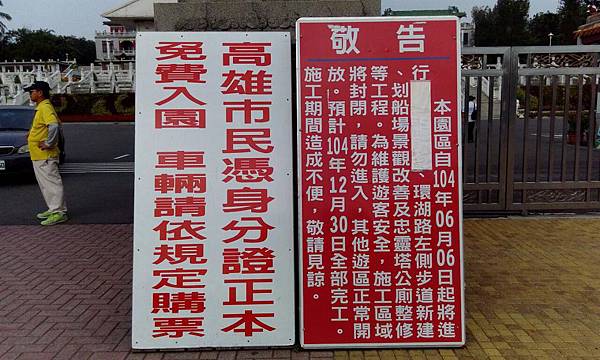 高雄市民憑身分證正本
免費入園 車輛請依規定購票
敬告
本園區自104年06月06日起將進
行、環湖路左側步道新建
、划船場景觀改善及忠靈塔公廁整修
等工程。為維護遊客安全，施工區域
將封閉，請勿進入，其他遊區正常開
放。預計104年12月30日全部完工。
施工期間造成不便，敬請見諒。